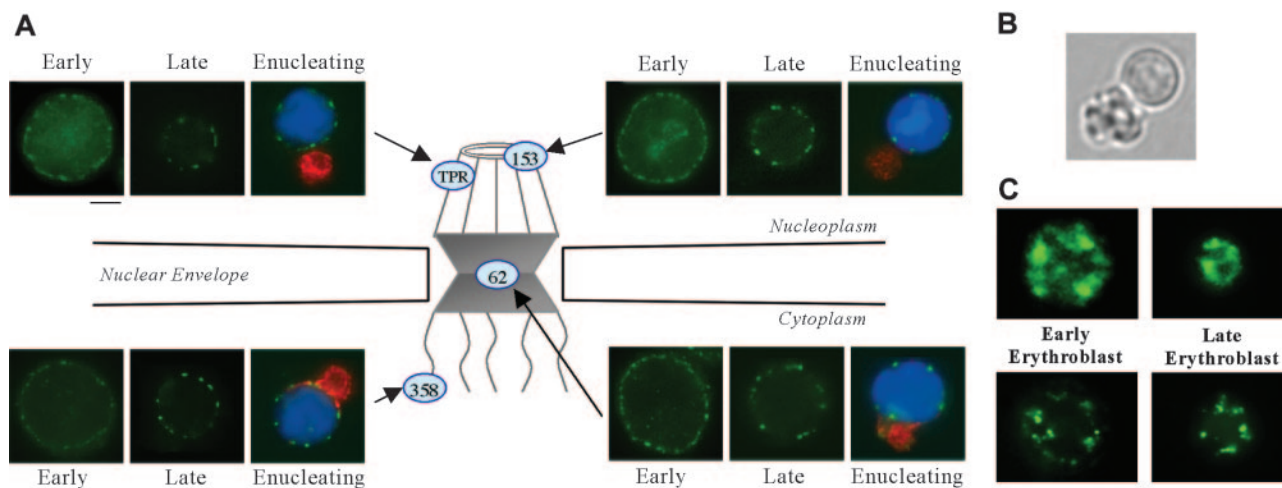 A
B
Early
Late
Enucleating
Early
Late
Enucleating
TPR
153
C
Nucleoplasm
Nuclear Envelope
62
Cytoplasm
358
Early
Erythroblast
Late
Erythroblast
Early
Late
Enucleating
Early
Late
Enucleating